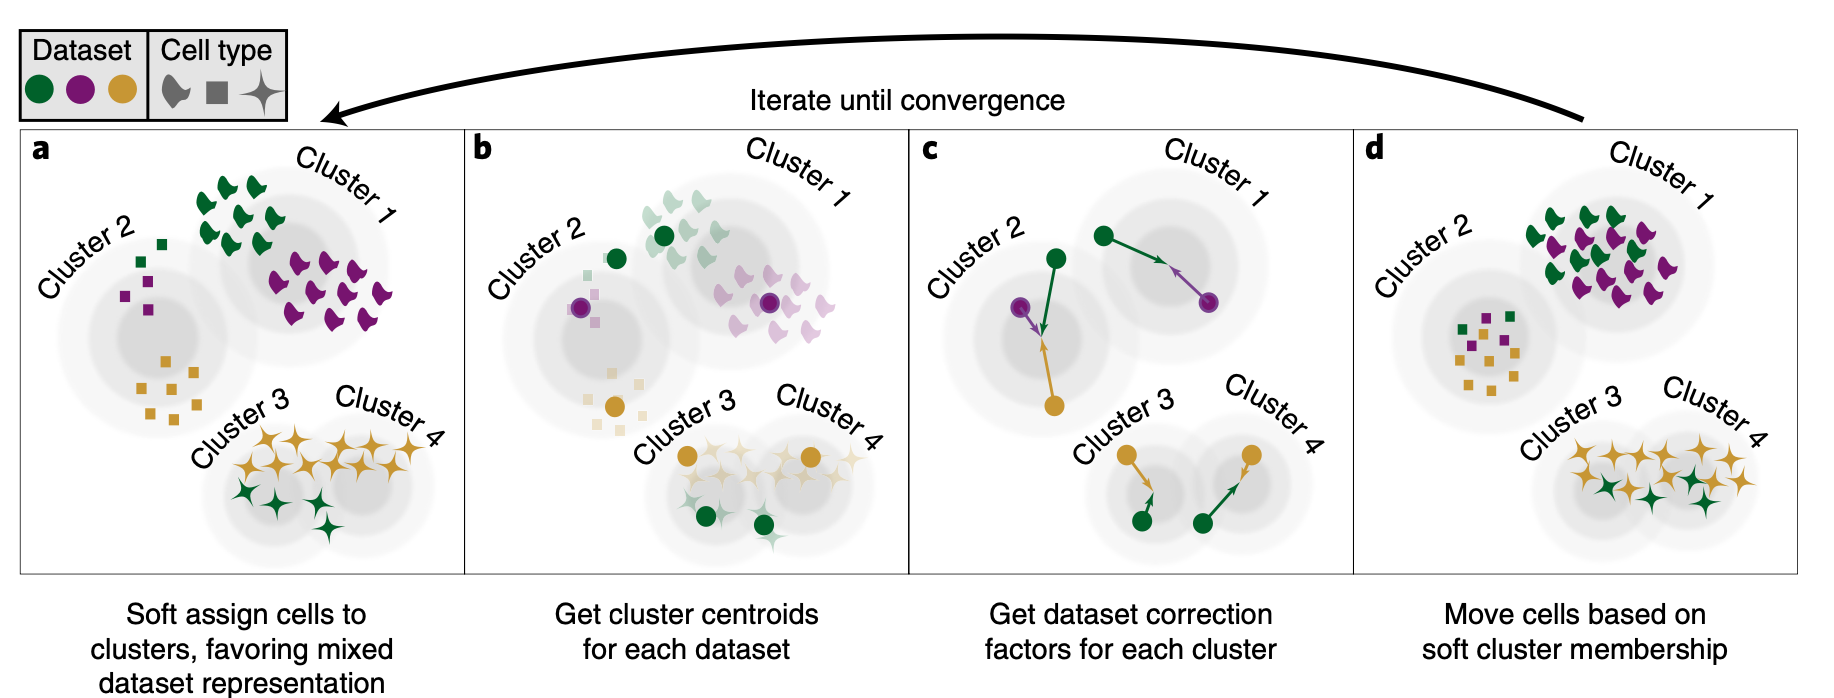 Dataset
Cell type
Iterate until convergence
a
Cluster 1
Cluster 2
Cluster 3
Cluster 4
b
Cluster 1
Cluster 2
Cluster 3
Cluster 4
c
Cluster 1
Cluster 2
Cluster 3
Cluster 4
d
Cluster 1
Cluster 2
Cluster 3
Cluster 4
Soft assign cells to
clusters, favoring mixed
dataset representation
Get cluster centroids
for each dataset
Get dataset correction
factors for each cluster
Move cells based on
soft cluster membership